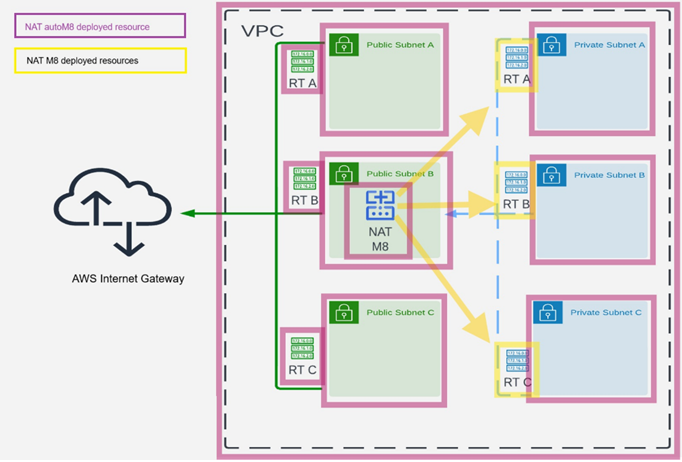 NAT autoM8 deployed resource
NAT M8 deployed resources
VPC
Public Subnet A
Private Subnet A
RT A
RT A
Public Subnet B
Private Subnet B
RT B
RT B
NAT
M8
AWS Internet Gateway
Public Subnet C
Private Subnet C
RT C
RT C